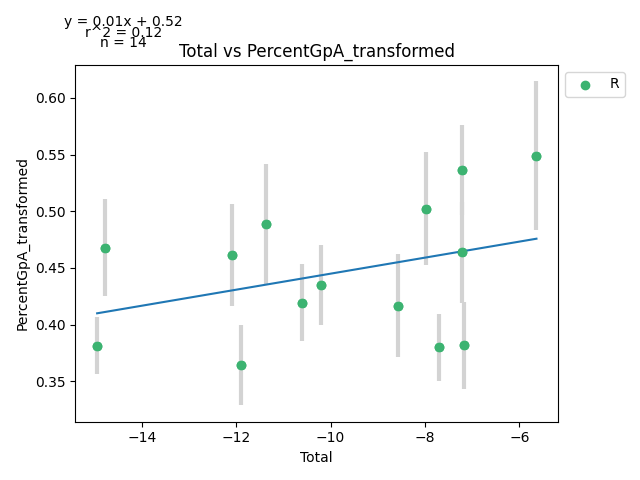 y = 0.01x + 0.52
r^2 = 0.12
n = 14
Total vs PercentGpA_transformed
R
0.60
0.55
0.50
0.45
0.40
0.35
PercentGpA_transformed
−14
−12
−10
−8
−6
Total